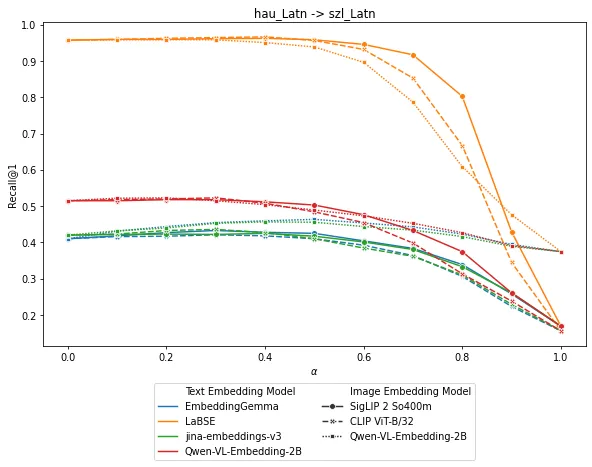 hau_Latn -> szl_Latn
1.0
0.9
0.8
0.7
0.6
0.5
0.4
0.3
0.2
Recall@1
0.0 0.2 0.4 0.6 0.8 1.0
α
Text Embedding Model Image Embedding Model
EmbeddingGemma SigLIP 2 So400m
LaBSE CLIP ViT-B/32
jina-embeddings-v3 Qwen-VL-Embedding-2B
Qwen-VL-Embedding-2B